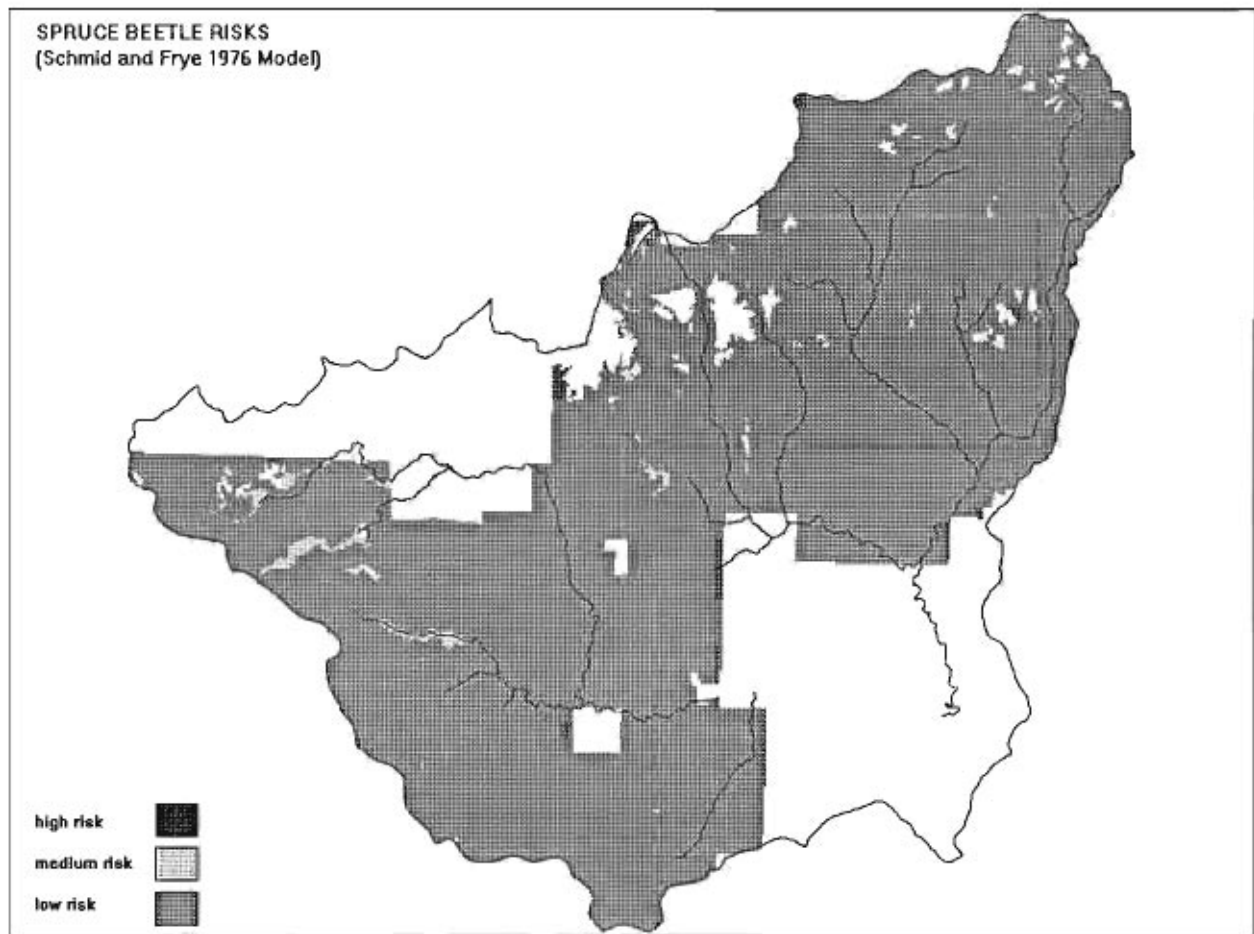 SPRUCE BEETLE RISKS
(Schmid and Frye 1976 Model)
high risk
medium risk
low risk